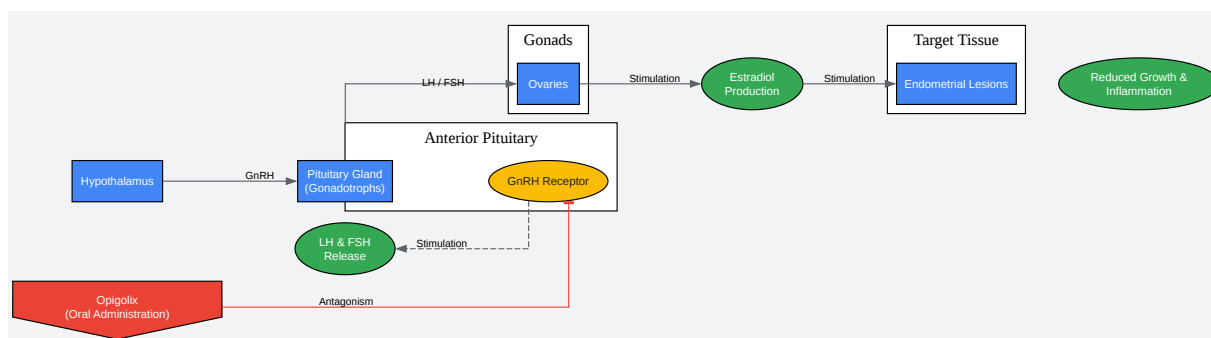 Gonads
Target Tissue
LH / FSH
Ovaries
Stimulation
Estradiol
Production
Stimulation
Endometrial Lesions
Reduced Growth &
Inflammation
Anterior Pituitary
Hypothalamus
GnRH
Pituitary Gland
(Gonadotrophs)
GnRH Receptor
LH & FSH
Release
Stimulation
Opigolix
(Oral Administration)
Antagonism